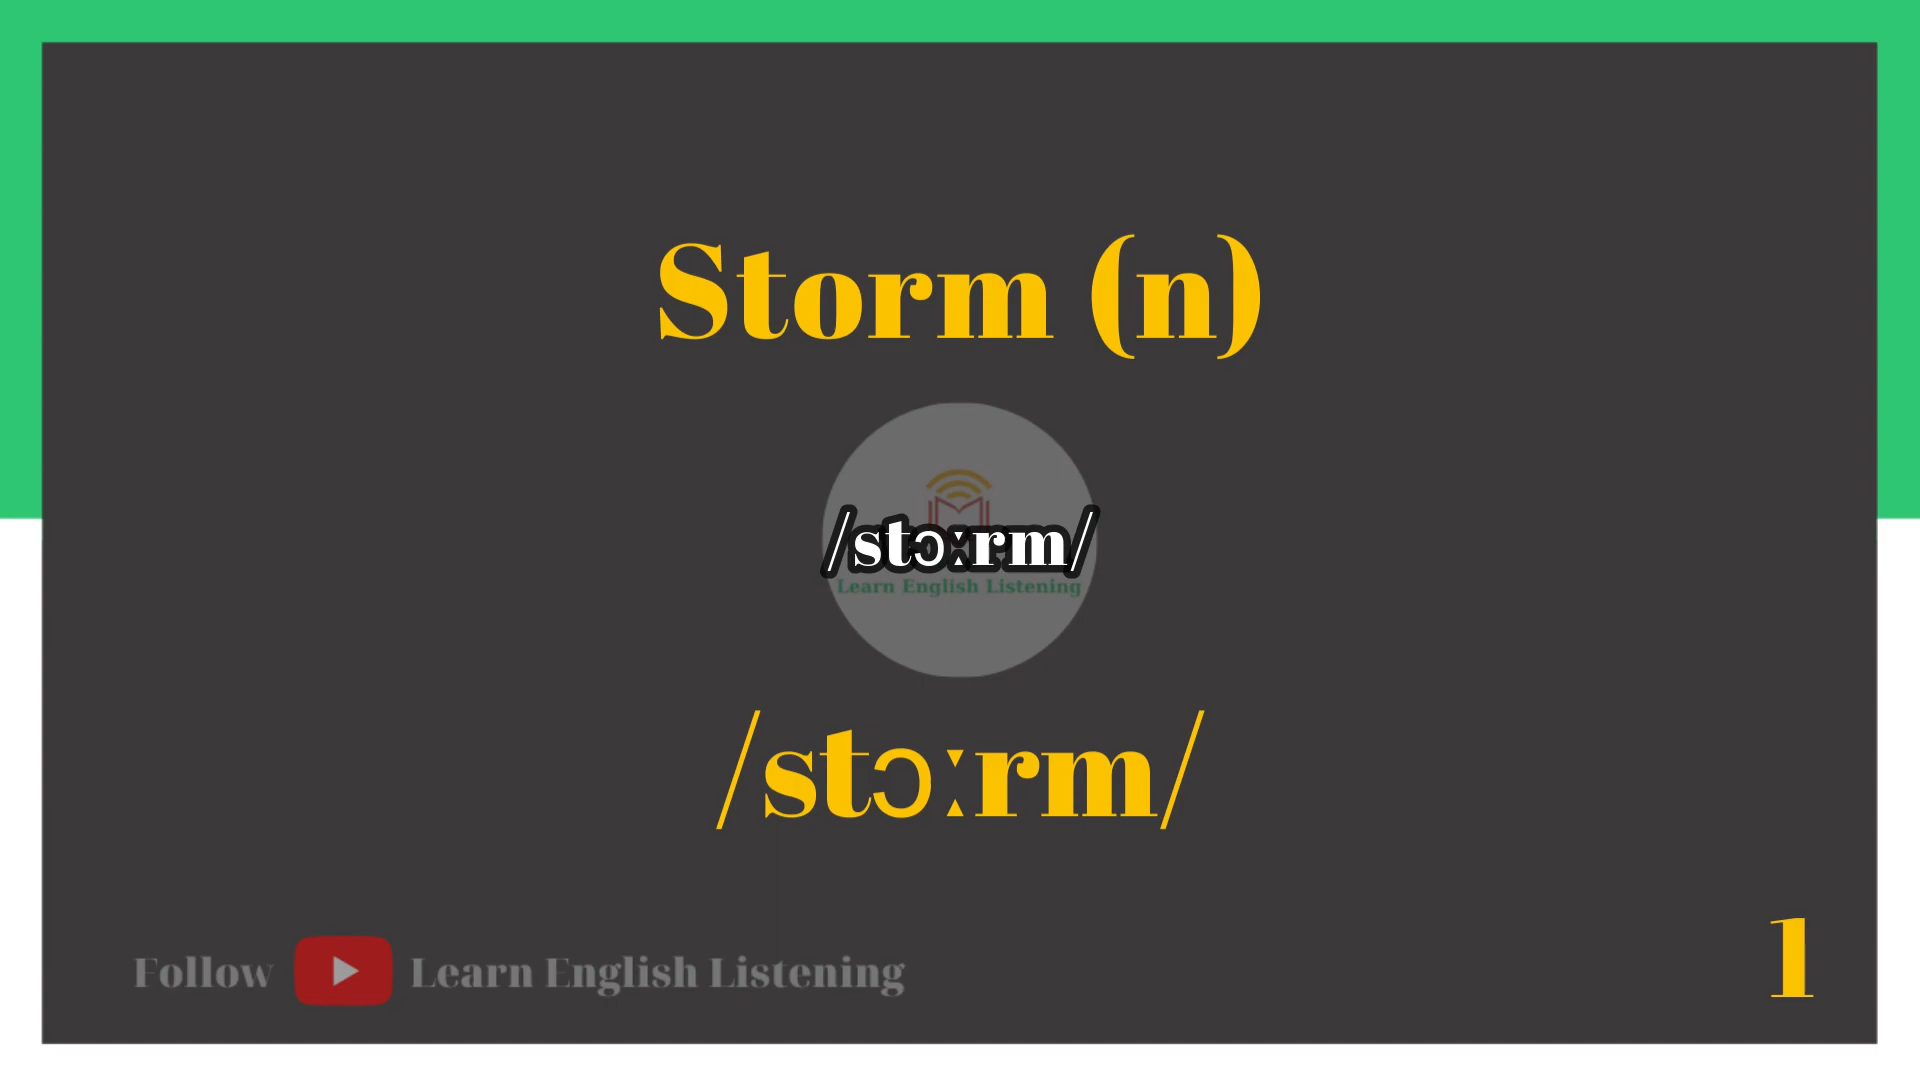 Storm (n)
/stɔːrm/
Learn English Listening
/stɔːrm/
Follow Learn English Listening
1